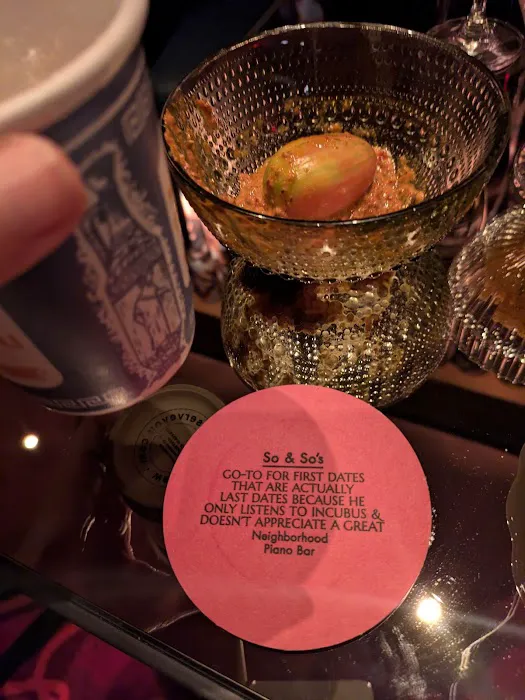 So & So's
GO-TO FOR FIRST DATES
THAT ARE ACTUALLY
LAST DATES BECAUSE HE
ONLY LISTENS TO INCUBUS &
DOESN'T APPRECIATE A GREAT
Neighborhood
Piano Bar